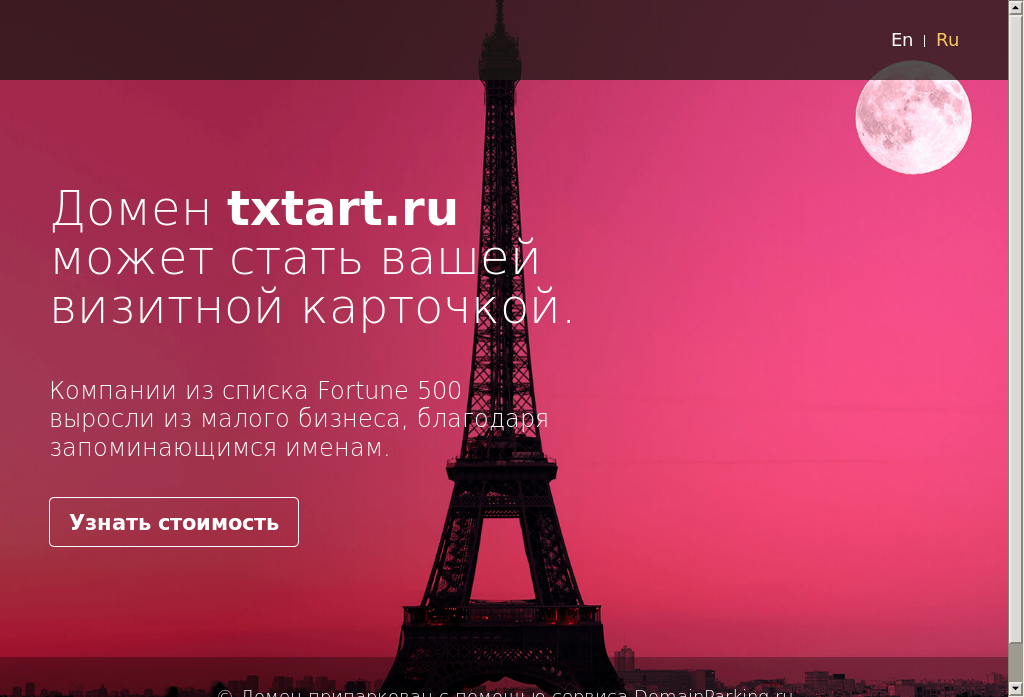 En | Ru
Домен txtart.ru
может стать вашей
визитной карточкой.
Компании из списка Fortune 500
выросли из малого бизнеса, благодаря
запоминающимся именам.
Узнать стоимость
© Домен припаркован с помощью сервиса DomainParking.ru